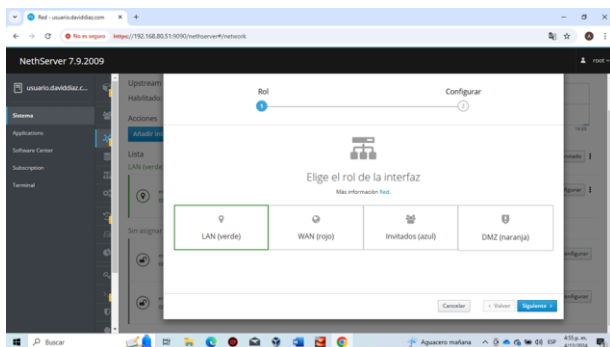 Red - usuario.daviddiaz.com
No es seguro https://192.168.80.51:9090/nethserver#/network
NethServer 7.9.2009
root
usuario.daviddiaz.c...
Sistema
Applications
Software Center
Subscription
Terminal
Upstream
Habilitado:
Acciones
Lista
LAN (verde
Sin asignar
Rol
Configurar
1
2
Elige el rol de la interfaz
Más información Red.
LAN (verde)
WAN (rojo)
Invitados (azul)
DMZ (naranja)
Cancelar
Volver
Siguiente
Buscar
Aguacero mañana
ESP
4:55 p. m.